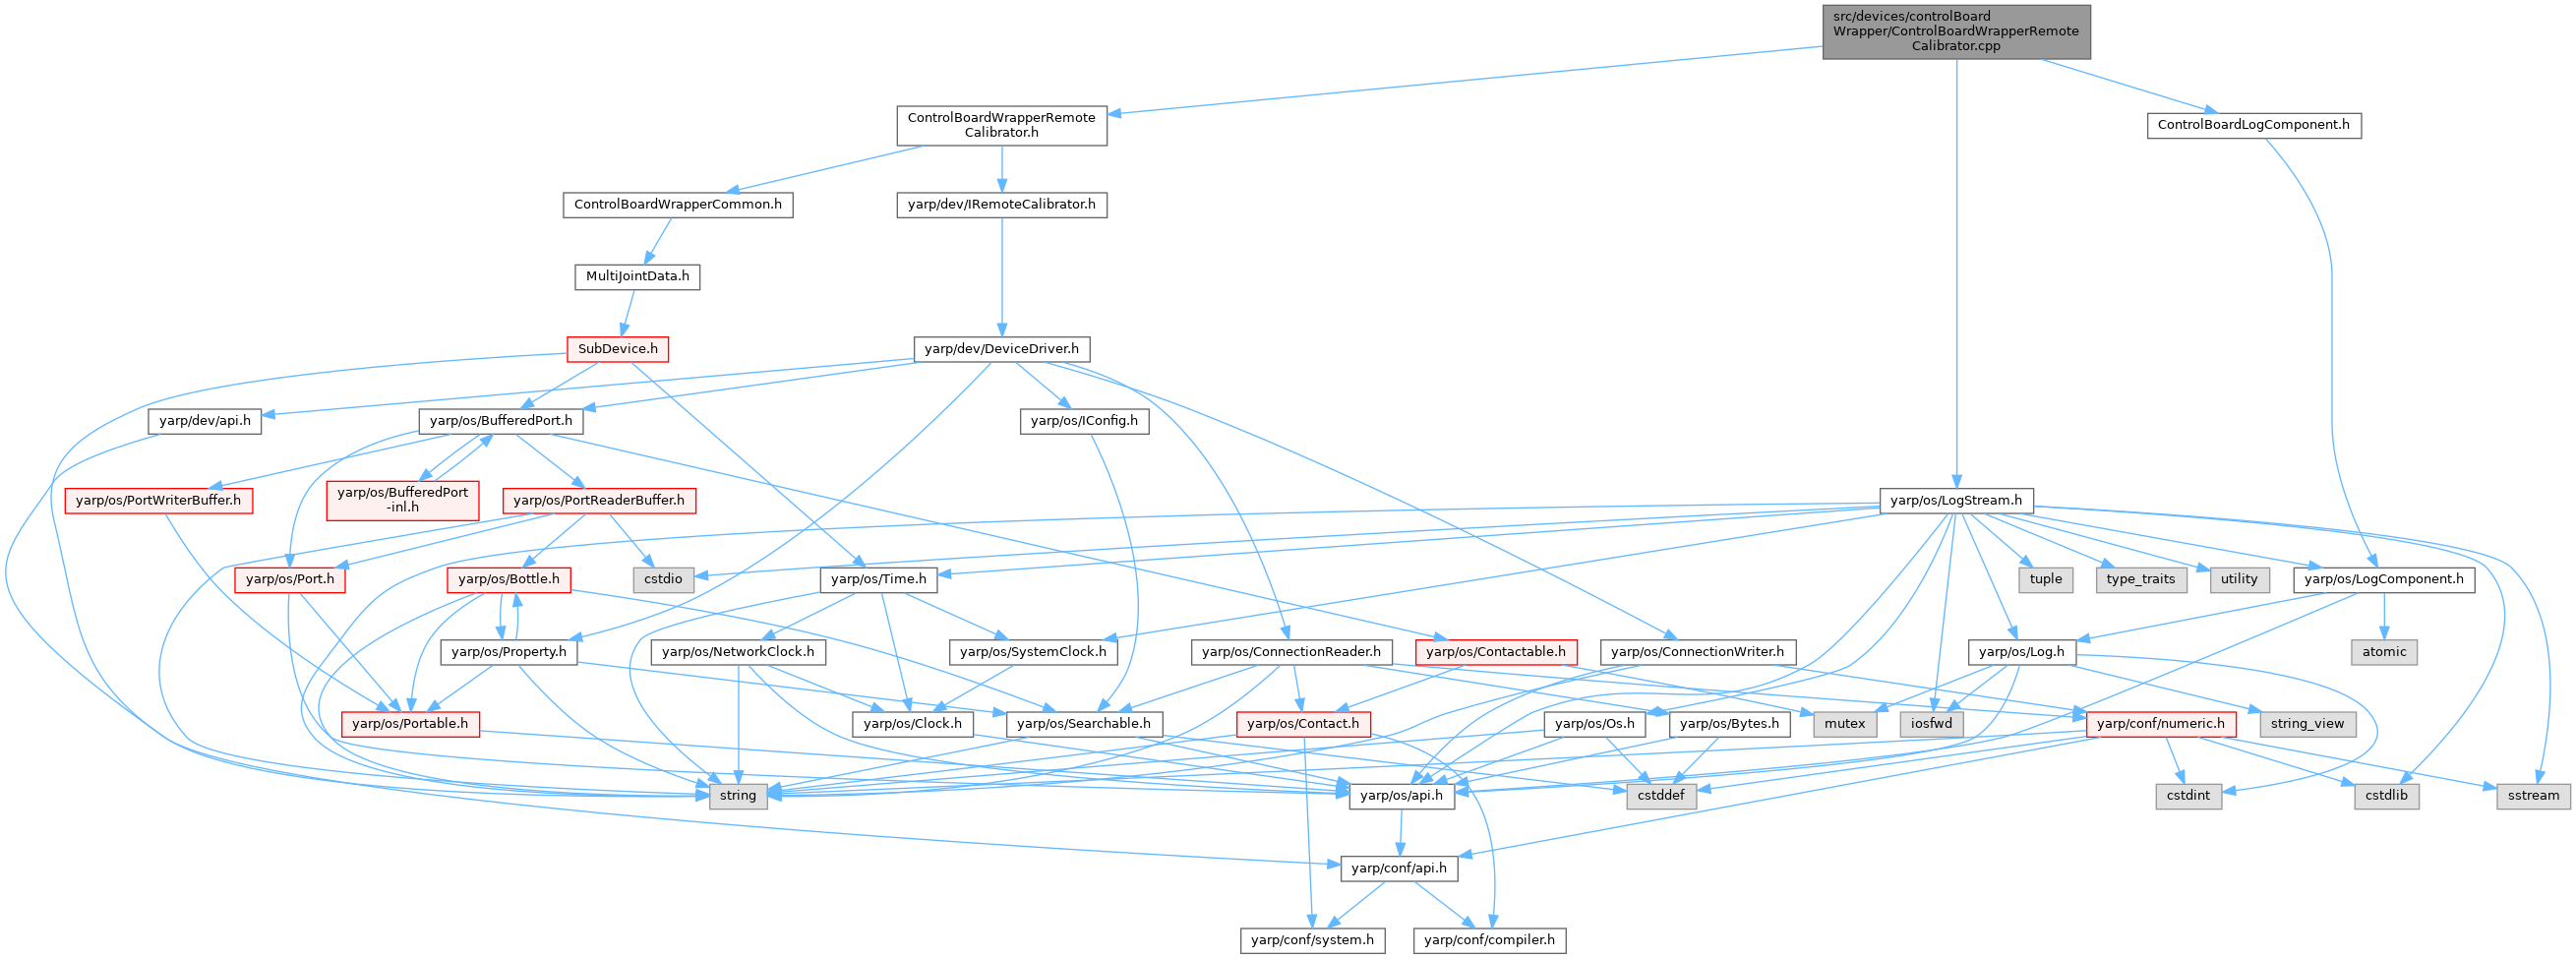 src/devices/controlBoard
Wrapper/ControlBoardWrapperRemote
Calibrator.cpp
ControlBoardWrapperRemote
Calibrator.h
ControlBoardLogComponent.h
ControlBoardWrapperCommon.h
yarp/dev/IRemoteCalibrator.h
MultiJointData.h
SubDevice.h
yarp/dev/DeviceDriver.h
yarp/dev/api.h
yarp/os/BufferedPort.h
yarp/os/IConfig.h
yarp/os/PortWriterBuffer.h
yarp/os/BufferedPort
-inl.h
yarp/os/PortReaderBuffer.h
yarp/os/LogStream.h
yarp/os/Port.h
yarp/os/Bottle.h
cstdio
yarp/os/Time.h
tuple
type_traits
utility
yarp/os/LogComponent.h
yarp/os/Property.h
yarp/os/NetworkClock.h
yarp/os/SystemClock.h
yarp/os/ConnectionReader.h
yarp/os/Contactable.h
yarp/os/ConnectionWriter.h
yarp/os/Log.h
atomic
yarp/os/Portable.h
yarp/os/Clock.h
yarp/os/Searchable.h
yarp/os/Contact.h
yarp/os/Os.h
yarp/os/Bytes.h
mutex
iosfwd
yarp/conf/numeric.h
string_view
string
yarp/os/api.h
cstddef
cstdint
cstdlib
sstream
yarp/conf/api.h
yarp/conf/system.h
yarp/conf/compiler.h